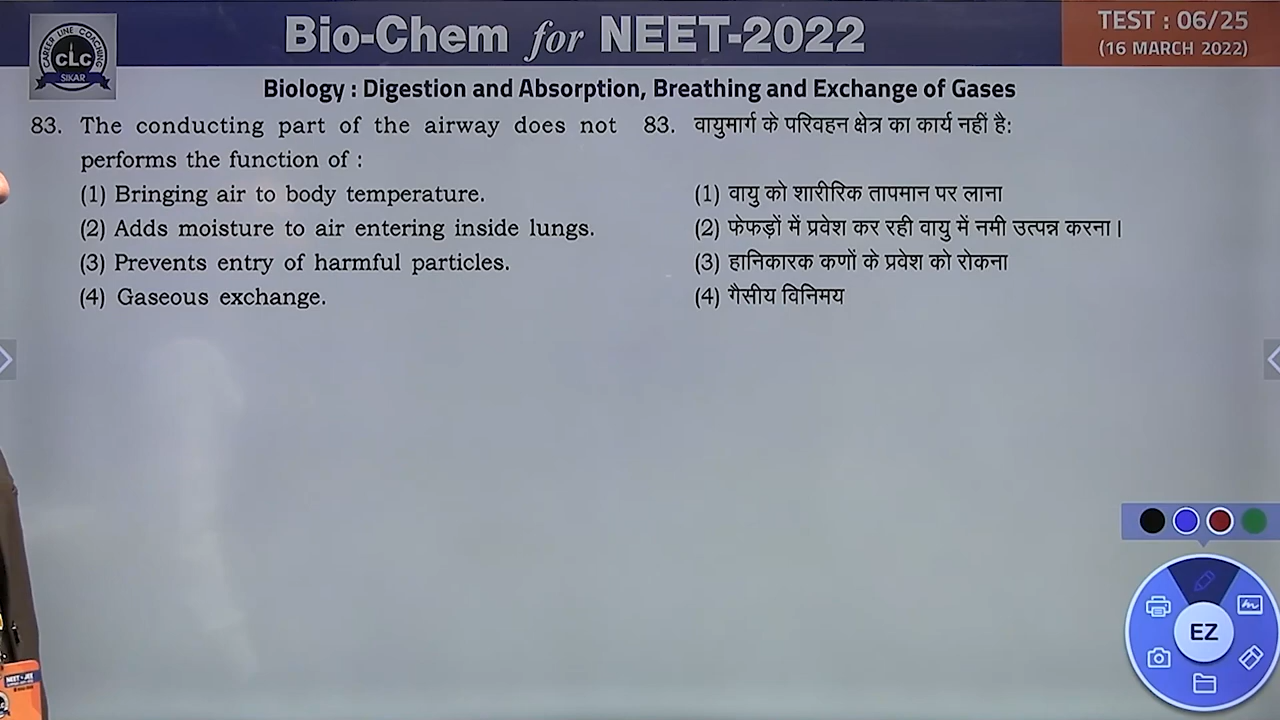 CAREER LINE COACHING
CLC
SIKAR
Bio-Chem for NEET-2022
TEST : 06/25
(16 MARCH 2022)
Biology : Digestion and Absorption, Breathing and Exchange of Gases
83. The conducting part of the airway does not
performs the function of :
(1) Bringing air to body temperature.
(2) Adds moisture to air entering inside lungs.
(3) Prevents entry of harmful particles.
(4) Gaseous exchange.
83. वायुमार्ग के परिवहन क्षेत्र का कार्य नहीं है:
(1) वायु को शारीरिक तापमान पर लाना
(2) फेफड़ों में प्रवेश कर रही वायु में नमी उत्पन्न करना।
(3) हानिकारक कणों के प्रवेश को रोकना
(4) गैसीय विनिमय
EZ